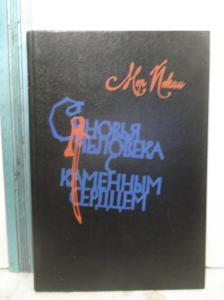 Мор Йокаи
Сыновья
человека
с
каменным
сердцем